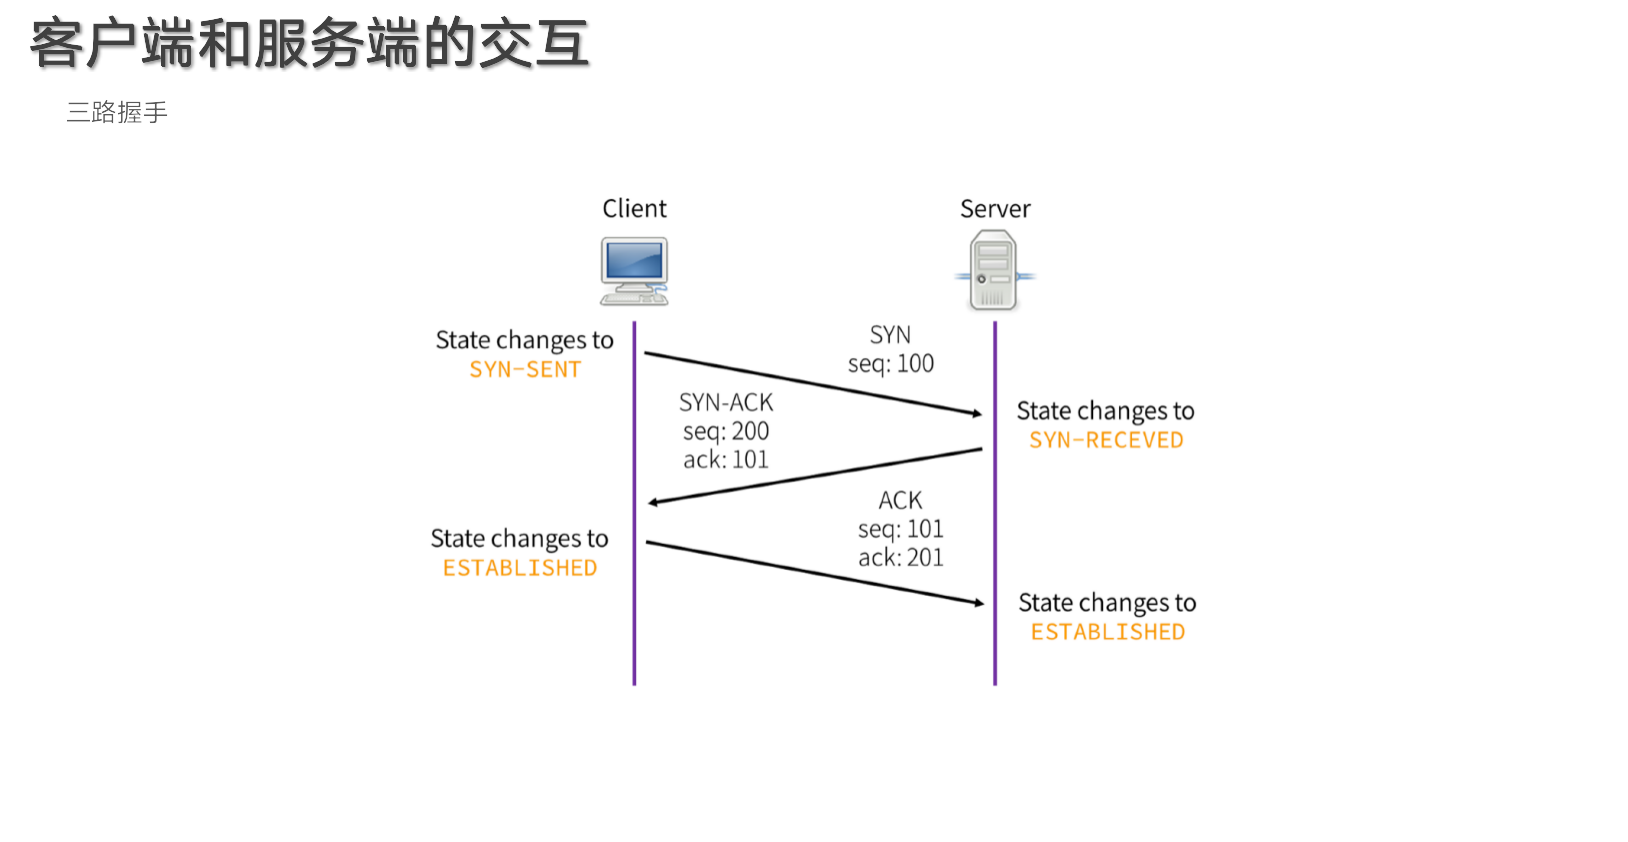 客户端和服务端的交互
三路握手
Client
Server
State changes to
SYN-SENT
SYN
seq: 100
SYN-ACK
seq: 200
ack: 101
State changes to
SYN-RECEVED
ACK
seq: 101
ack: 201
State changes to
ESTABLISHED
State changes to
ESTABLISHED